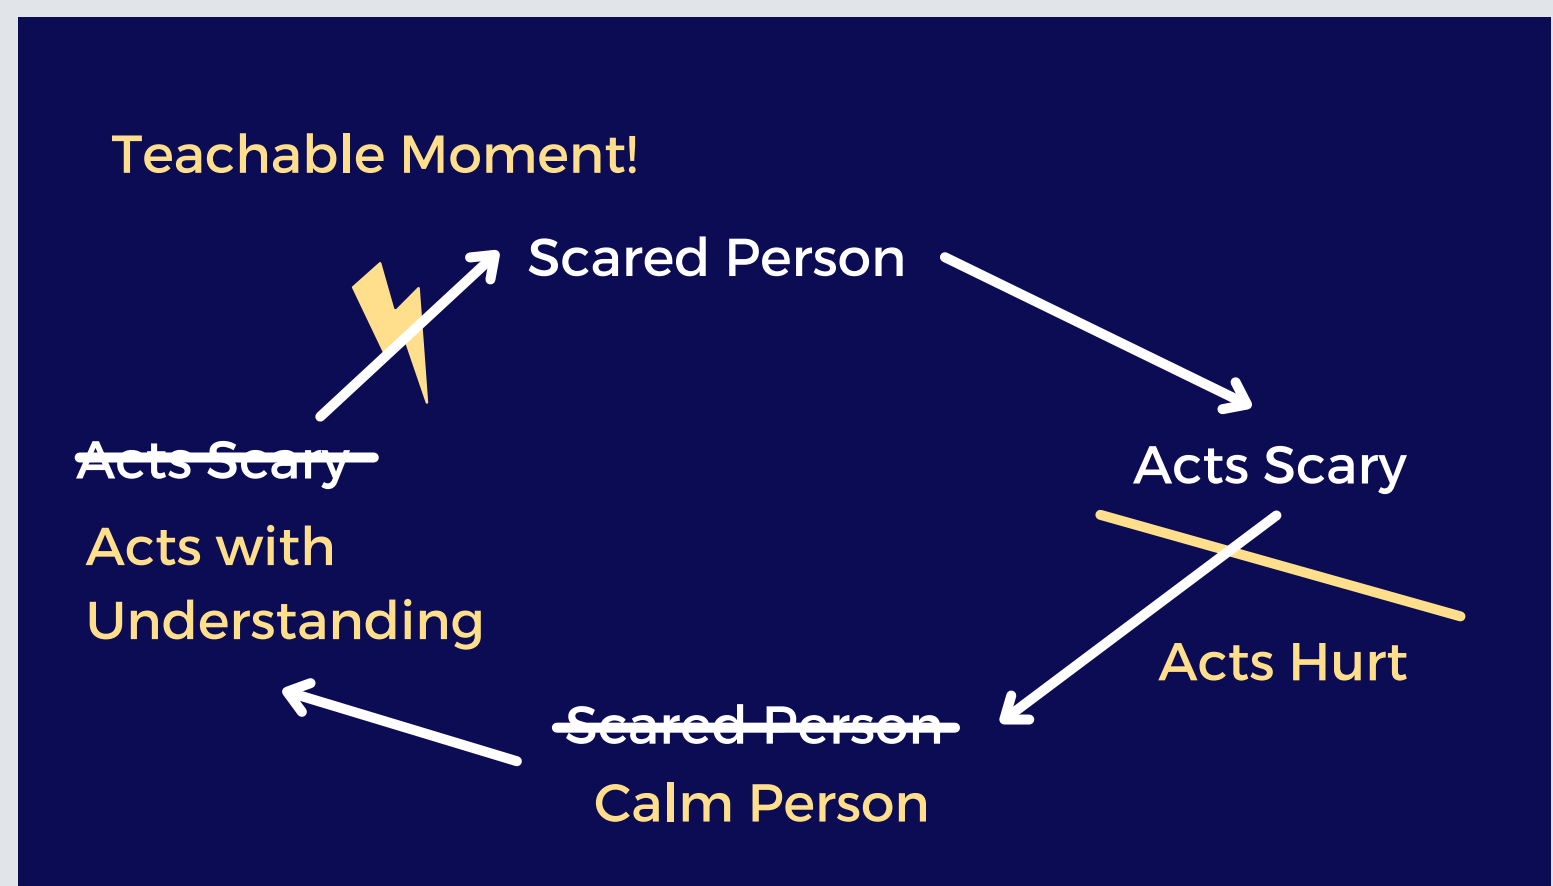 Teachable Moment!
Scared Person
Acts Scary
Acts Scary
Acts with
Understanding
Acts Hurt
Scared Person
Calm Person